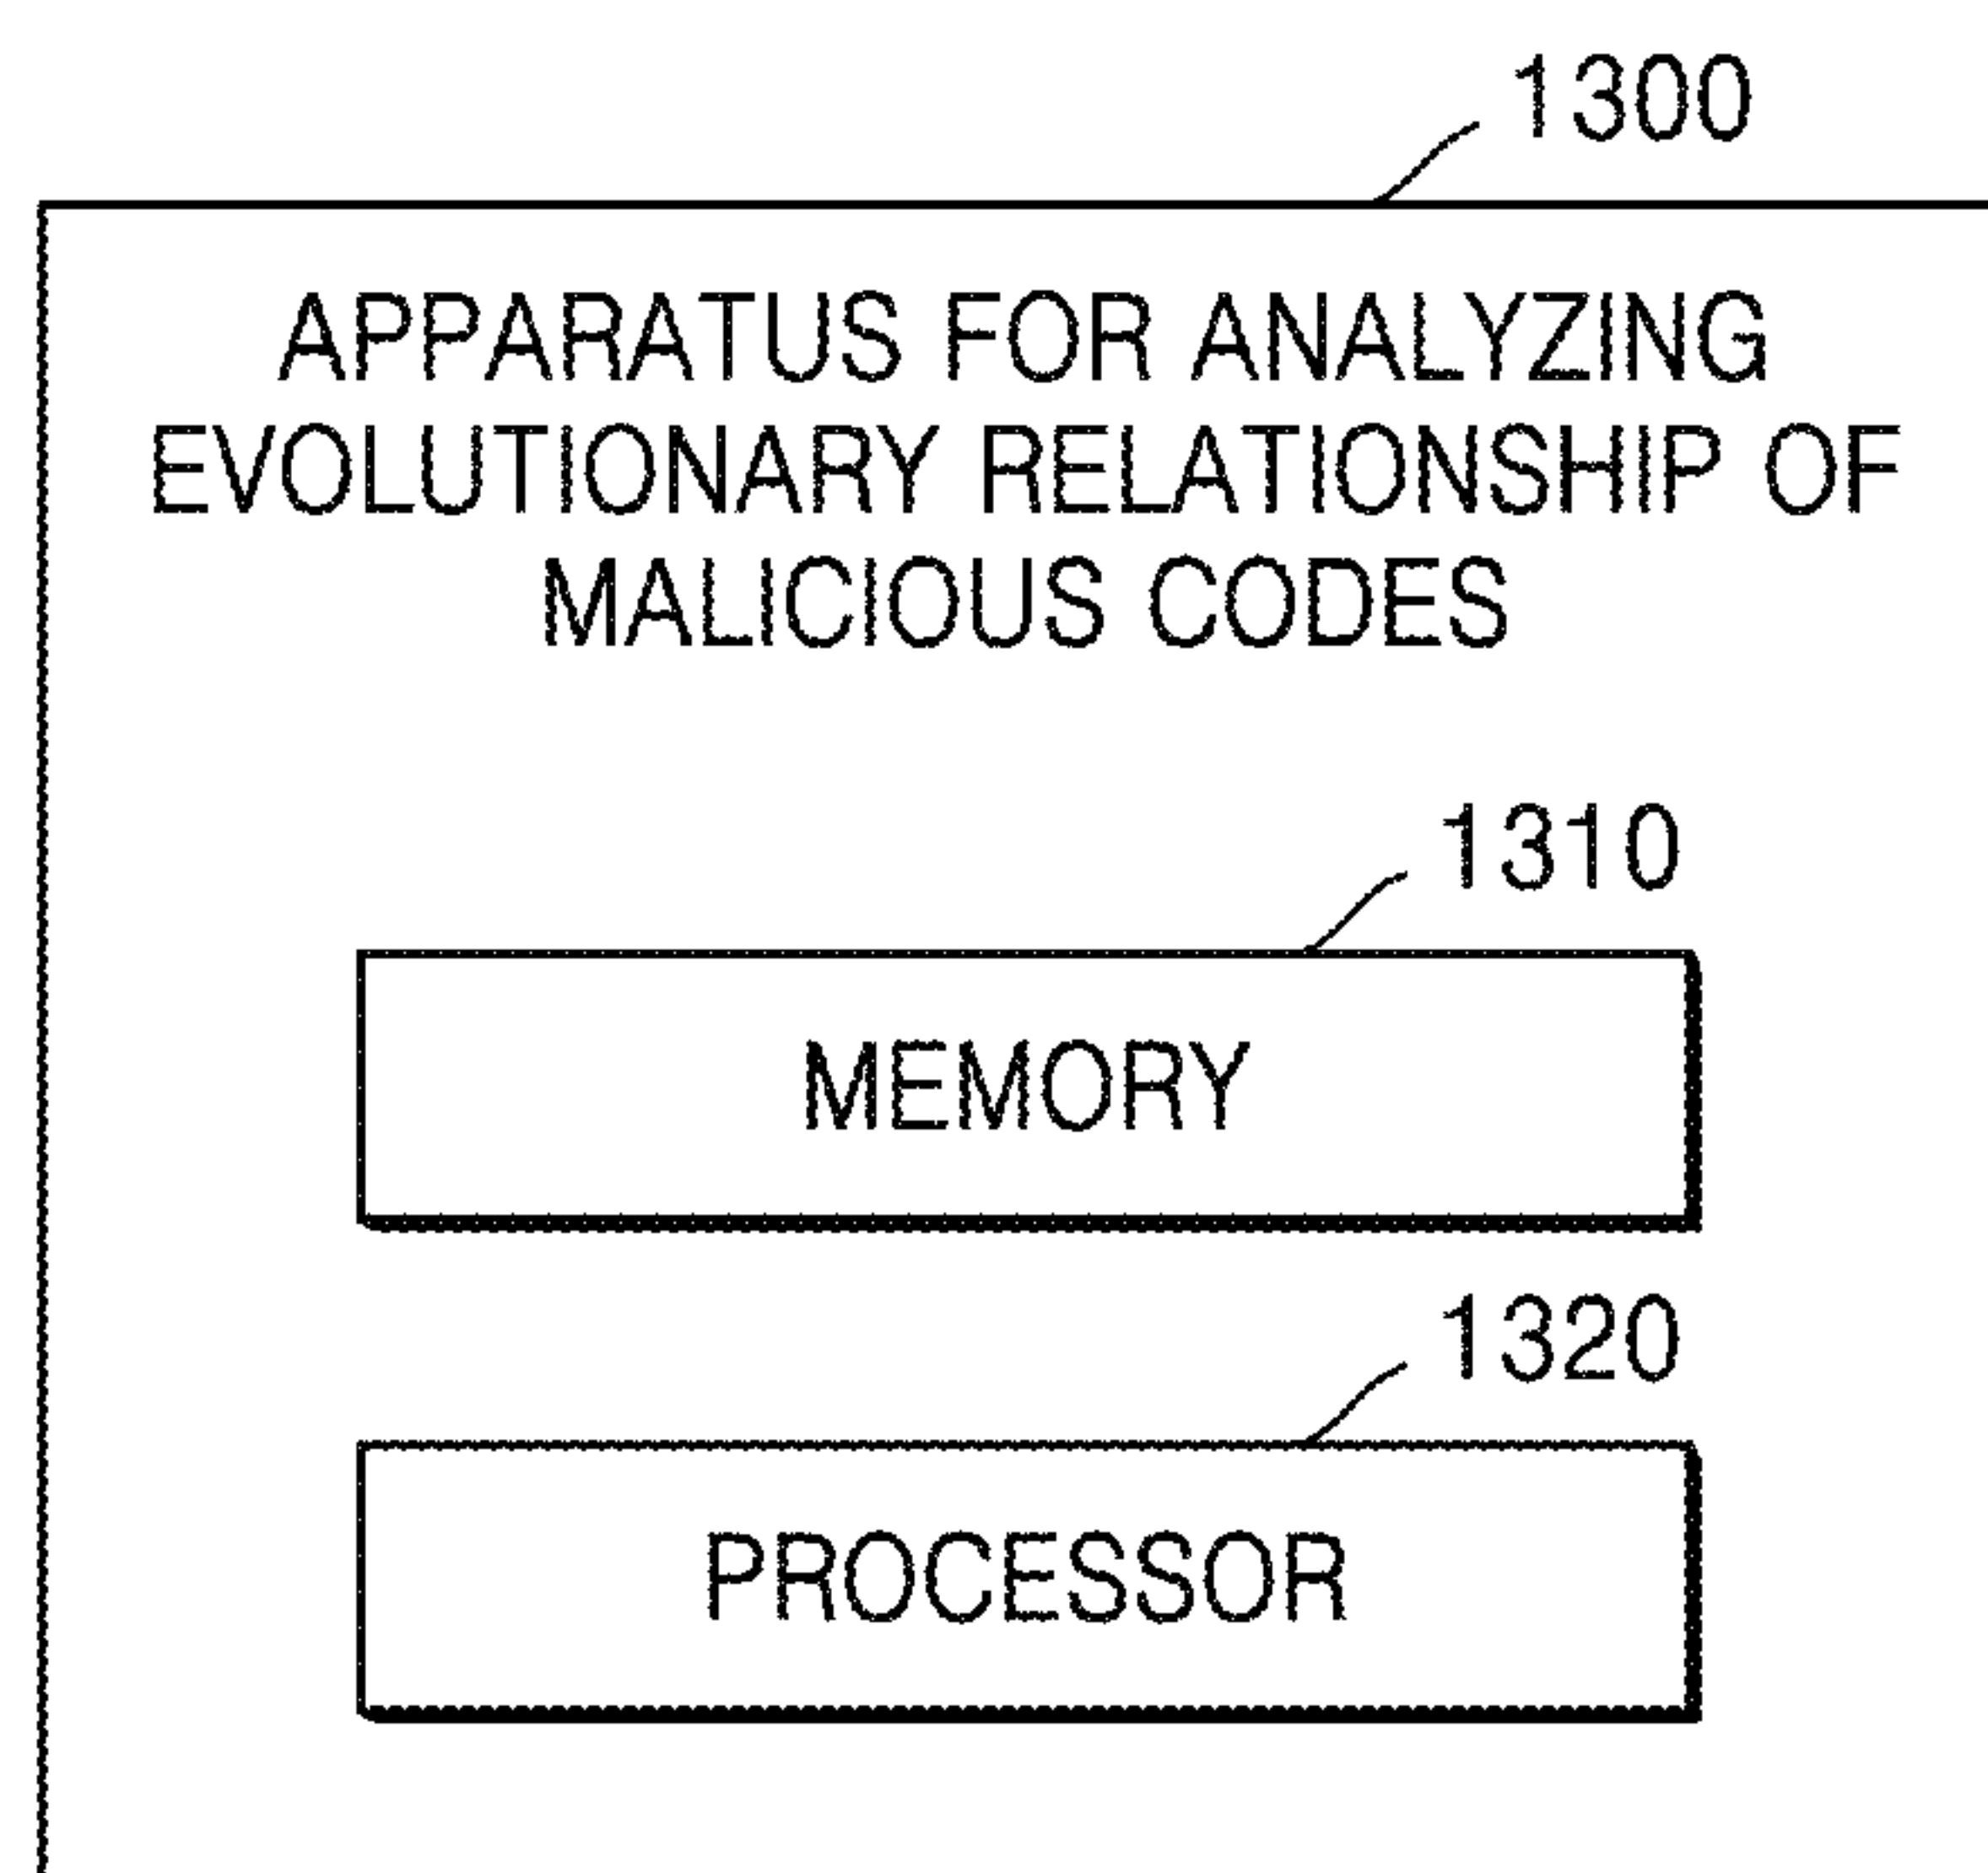 1300
APPARATUS FOR ANALYZING
EVOLUTIONARY RELATIONSHIP OF
MALICIOUS CODES
1310
MEMORY
1320
PROCESSOR